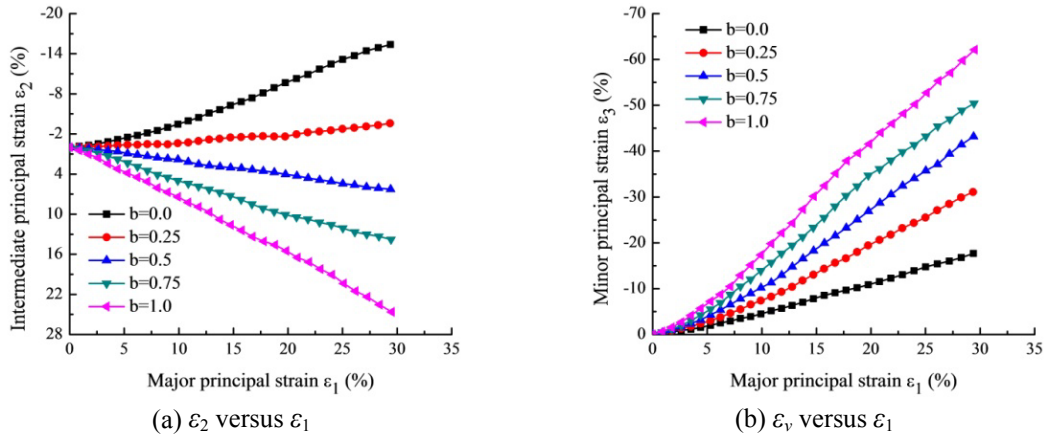 -20
-14
-8
-2
4
10
16
22
28
Intermediate principal strain ε2 (%)
b=0.0
b=0.25
b=0.5
b=0.75
b=1.0
0 5 10 15 20 25 30 35
Major principal strain ε1 (%)
(a) ε2 versus ε1
-70
-60
-50
-40
-30
-20
-10
0
Minor principal strain ε3 (%)
b=0.0
b=0.25
b=0.5
b=0.75
b=1.0
0 5 10 15 20 25 30 35
Major principal strain ε1 (%)
(b) εv versus ε1